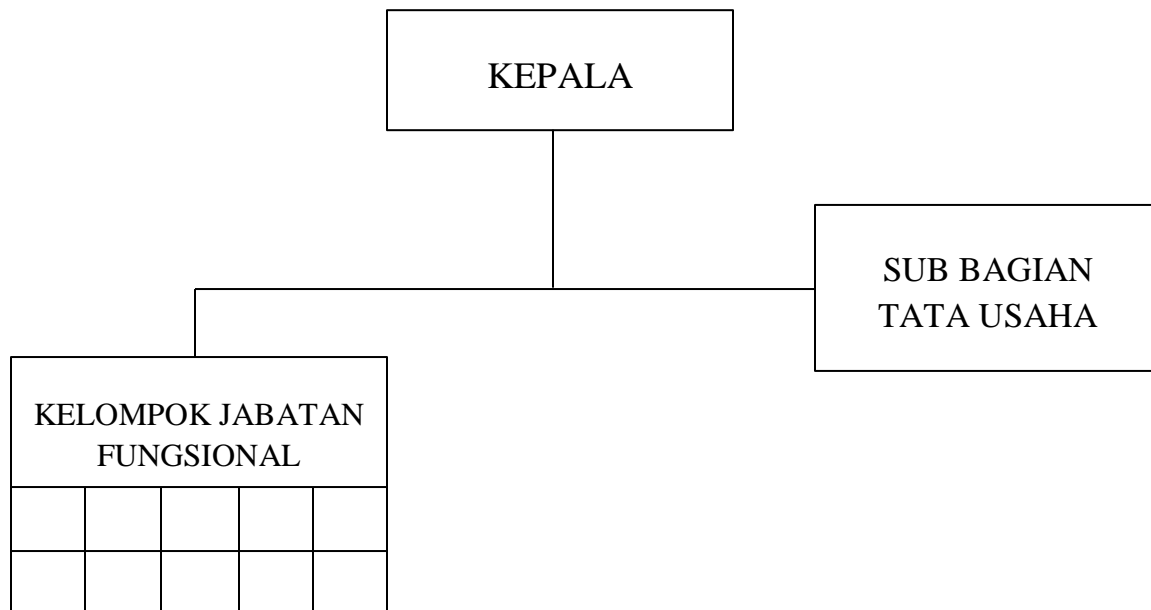 KEPALA
SUB BAGIAN
TATA USAHA
KELOMPOK JABATAN
FUNGSIONAL